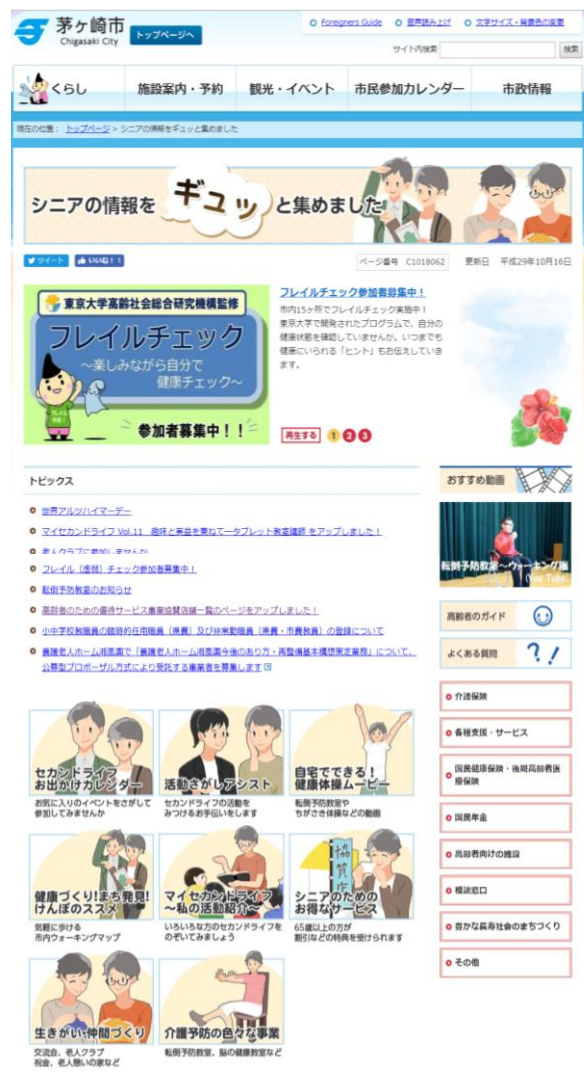 茅ヶ崎市
Chigasaki City
トップページへ
Foreigners Guide
音声読み上げ
文字サイズ・背景色の変更
サイト内検索
検索
くらし
施設案内・予約
観光・イベント
市民参加カレンダー
市政情報
現在の位置： トップページ > シニアの情報をギュッと集めました
シニアの情報をギュッと集めました
ツイート
いいね！ 1
ページ番号 C1018062
更新日 平成29年10月16日
東京大学高齢社会総合研究機構監修
フレイルチェック
～楽しみながら自分で
健康チェック～
参加者募集中！！
フレイルチェック参加者募集中！
市内15ヶ所でフレイルチェック実施中！
東京大学で開発されたプログラムで、自分の
健康状態を確認していませんか。いつまでも
健康にいられる「ヒント」もお伝えしていき
ます。
再生する
1 2 3
トピックス
世界アルツハイマーデー
マイセカンドライフ Vol.11 趣味と実益を兼ねてータブレット教室講師 をアップしました！
老人クラブに参加しませんか
フレイル（虚弱）チェック参加者募集中！
転倒予防教室のお知らせ
高齢者のための優待サービス事業協賛店舗一覧のページをアップしました！
小中学校教職員の臨時的任用職員（県費）及び非常勤職員（県費・市費教員）の登録について
養護老人ホーム湘風園で「養護老人ホーム湘風園今後のあり方・再整備基本構想策定業務」について、
公募型プロポーザル方式により受託する事業者を募集します
おすすめ動画
転倒予防教室～ウォーキング編
(You Tube)
高齢者のガイド
よくある質問
介護保険
各種支援・サービス
国民健康保険・後期高齢者医
療保険
国民年金
高齢者向けの施設
相談窓口
豊かな長寿社会のまちづくり
その他
セカンドライフ
お出かけカレンダー
お気に入りのイベントをさがして
参加してみませんか
活動さがしアシスト
セカンドライフの活動を
みつけるお手伝いをします
自宅でできる！
健康体操ムービー
転倒予防教室や
ちがさき体操などの動画
健康づくり!まち発見!
けんぽのススメ
気軽に歩ける
市内ウォーキングマップ
マイセカンドライフ
～私の活動紹介～
いろいろな方のセカンドライフを
のぞいてみましょう
協賛店
シニアのための
お得なサービス
65歳以上の方が
割引などの特典を受けられます
生きがい・仲間づくり
交流会、老人クラブ
祝金、老人憩いの家など
介護予防の色々な事業
転倒予防教室、脳の健康教室など